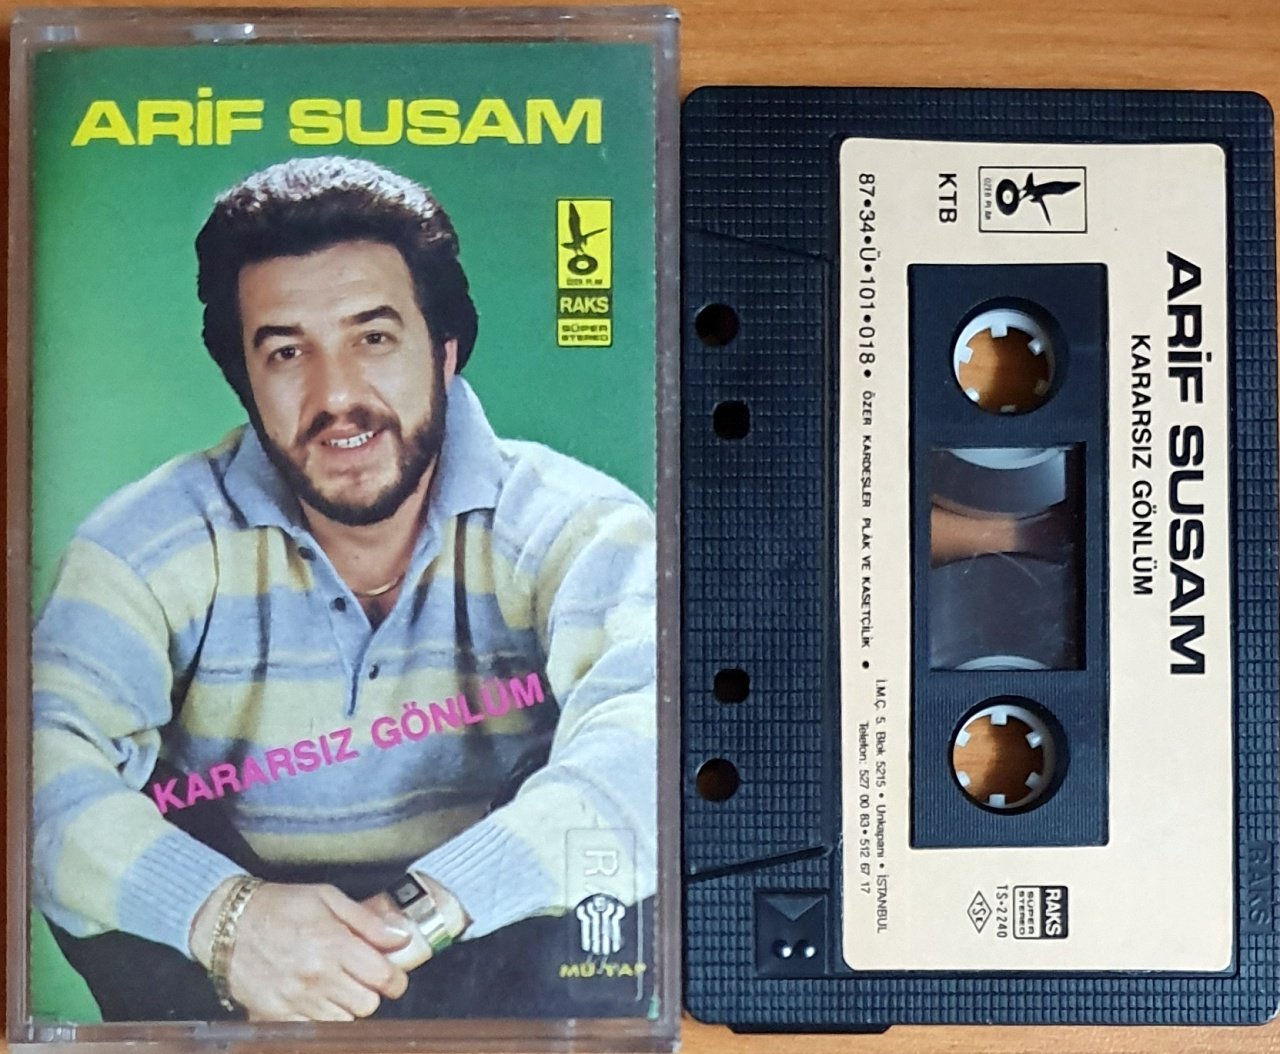 ARİF SUSAM
ÖZER PLAK
RAKS
SÜPER
STEREO
KARARSIZ GÖNLÜM
MÜ-YAP
ARİF SUSAM
KARARSIZ GÖNLÜM
ÖZER PLAK
KTB
87•34•Ü•101•018• ÖZER KARDEŞLER PLÂK VE KASETÇİLİK •
İ.M.Ç. 5. Blok 5215 • Unkapanı • İSTANBUL
Telefon: 527 00 83 • 512 67 17
RAKS
SÜPER
STEREO
TS•2240
TSE
RAKS